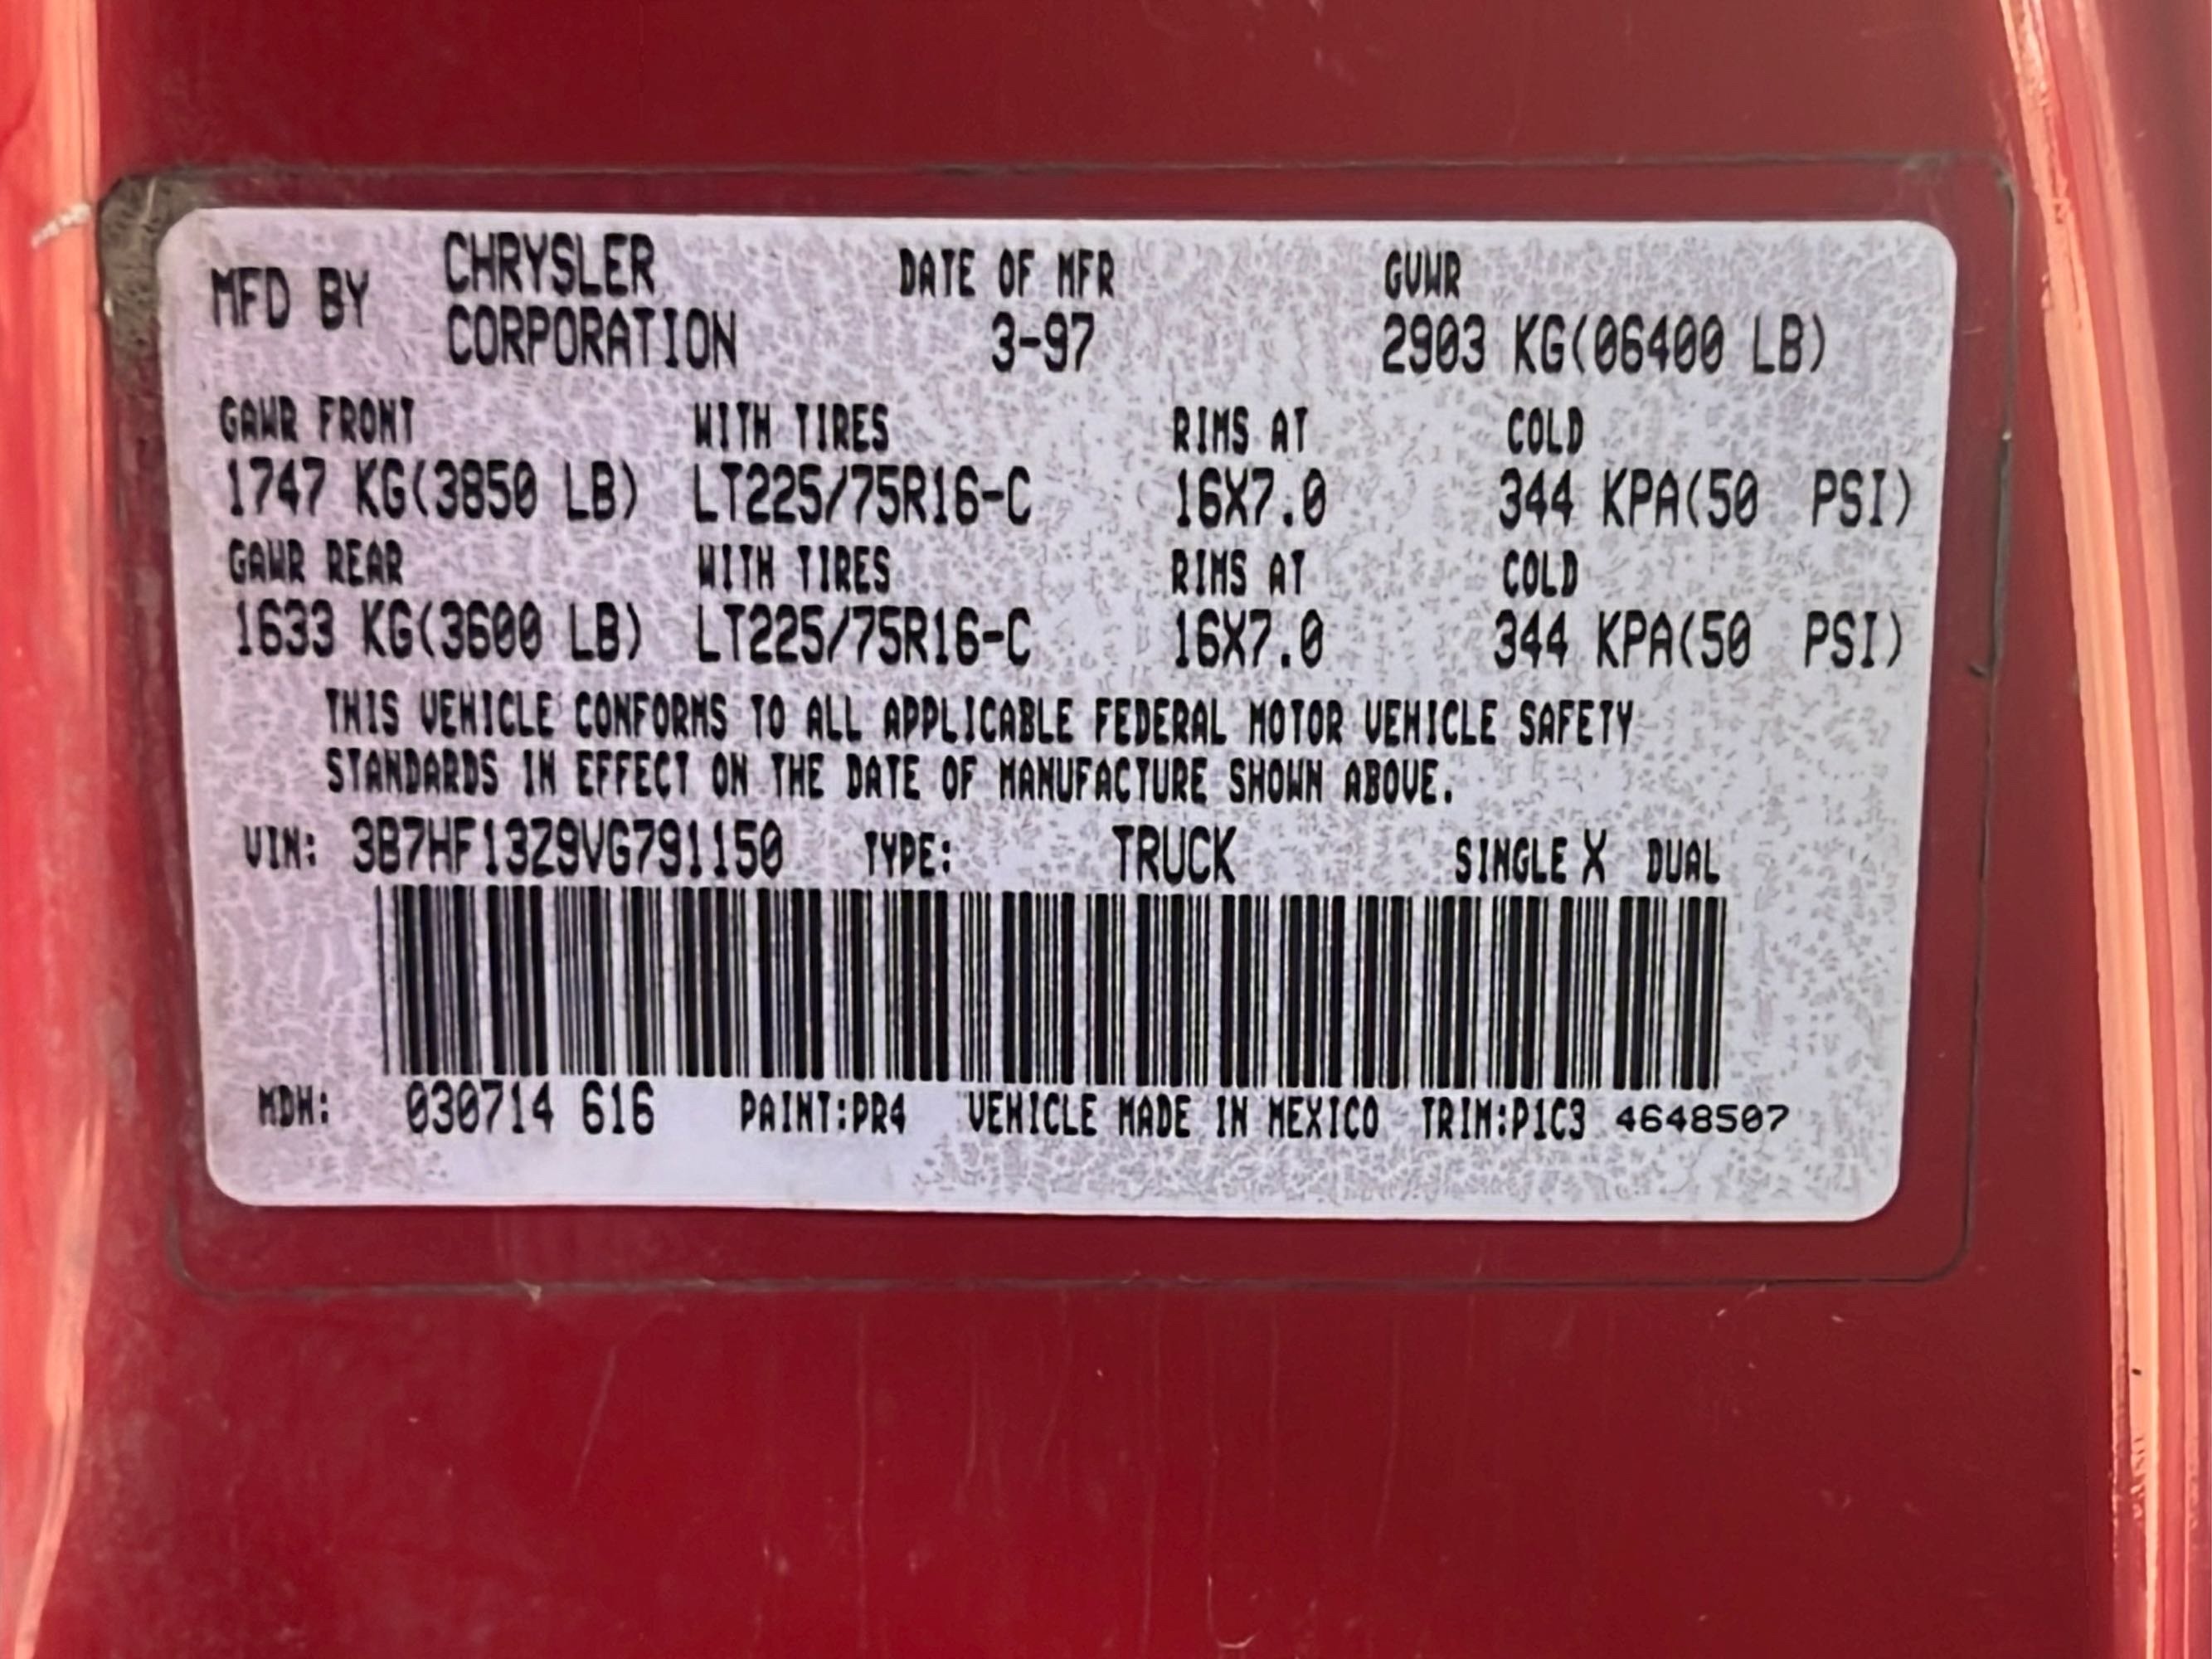 MFD BY CHRYSLER CORPORATION DATE OF MFR 3-97 GVWR 2903 KG(06400 LB)
GAWR FRONT WITH TIRES RIMS AT COLD
1747 KG(3850 LB) LT225/75R16-C 16X7.0 344 KPA(50 PSI)
GAWR REAR WITH TIRES RIMS AT COLD
1633 KG(3600 LB) LT225/75R16-C 16X7.0 344 KPA(50 PSI)
THIS VEHICLE CONFORMS TO ALL APPLICABLE FEDERAL MOTOR VEHICLE SAFETY
STANDARDS IN EFFECT ON THE DATE OF MANUFACTURE SHOWN ABOVE.
VIN: 3B7HF13Z9VG791150 TYPE: TRUCK SINGLE X DUAL
MDH: 030714 616 PAINT:PR4 VEHICLE MADE IN MEXICO TRIM:P1C3 4648507